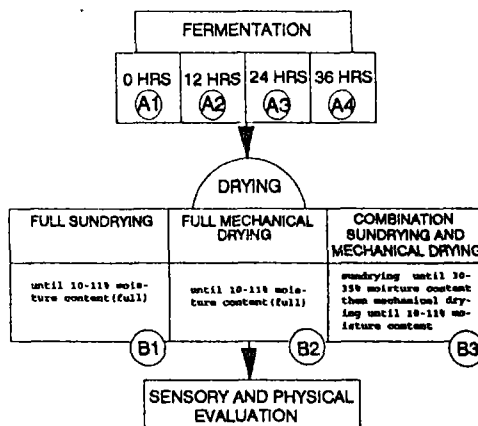 FERMENTATION
0 HRS 12 HRS 24 HRS 36 HRS
A1 A2 A3 A4
DRYING
FULL SUNDRYING
until 10-11% mois-
ture content(full)
B1
FULL MECHANICAL
DRYING
until 10-11% mois-
ture content(full)
B2
COMBINATION
SUNDRYING AND
MECHANICAL DRYING
sundrying until 30-
35% moirture content
then mechanical dry-
ing until 10-11% mo-
isture content
B3
SENSORY AND PHYSICAL
EVALUATION